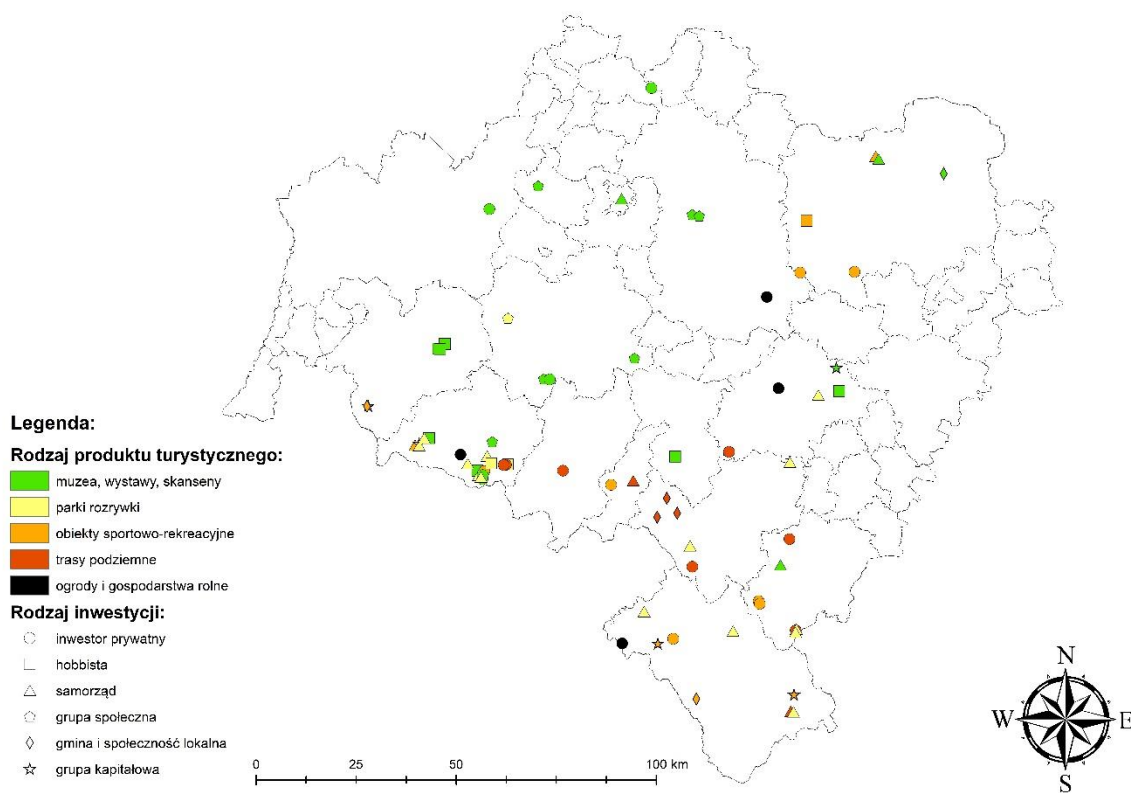 Legenda:
Rodzaj produktu turystycznego:
muzea, wystawy, skanseny
parki rozrywki
obiekty sportowo-rekreacyjne
trasy podziemne
ogrody i gospodarstwa rolne
Rodzaj inwestycji:
inwestor prywatny
hobbista
samorząd
grupa społeczna
gmina i społeczność lokalna
grupa kapitałowa
0 25 50 100 km
N
W E
S